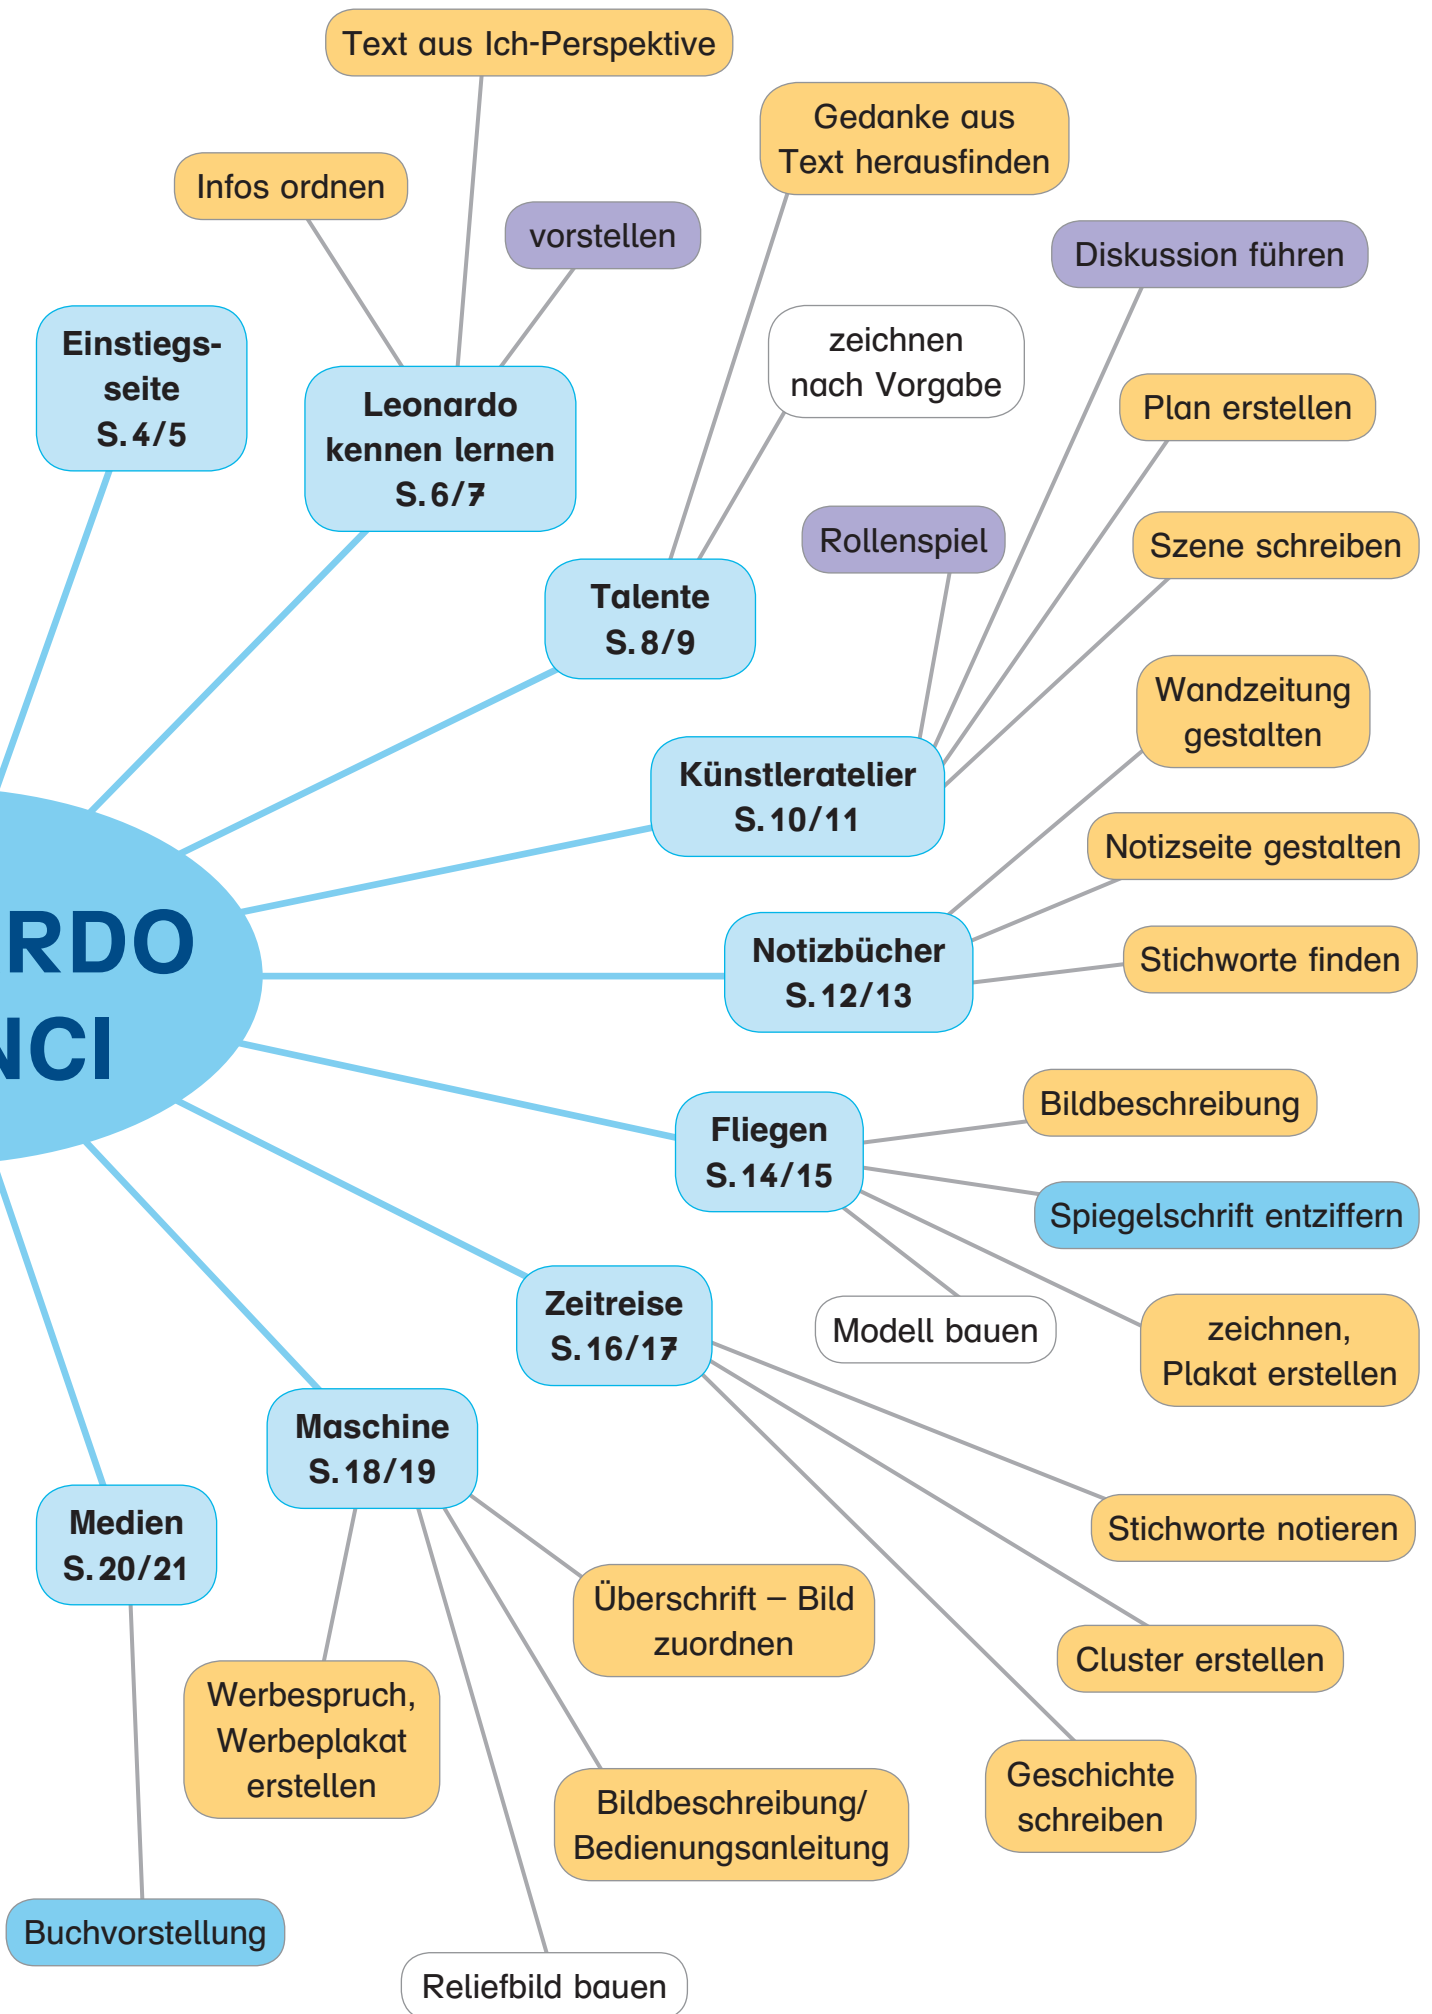 Text aus Ich-Perspektive
Gedanke aus
Text herausfinden
Infos ordnen
vorstellen
Diskussion führen
Einstiegs-
seite
S. 4/5
zeichnen
nach Vorgabe
Leonardo
kennen lernen
S. 6/7
Plan erstellen
Rollenspiel
Szene schreiben
Talente
S. 8/9
Wandzeitung
gestalten
Künstleratelier
S. 10/11
Notizseite gestalten
RDO
NCI
Notizbücher
S. 12/13
Stichworte finden
Bildbeschreibung
Fliegen
S. 14/15
Spiegelschrift entziffern
Zeitreise
S. 16/17
Modell bauen
zeichnen,
Plakat erstellen
Maschine
S. 18/19
Medien
S. 20/21
Stichworte notieren
Überschrift – Bild
zuordnen
Cluster erstellen
Werbespruch,
Werbeplakat
erstellen
Geschichte
schreiben
Bildbeschreibung/
Bedienungsanleitung
Buchvorstellung
Reliefbild bauen